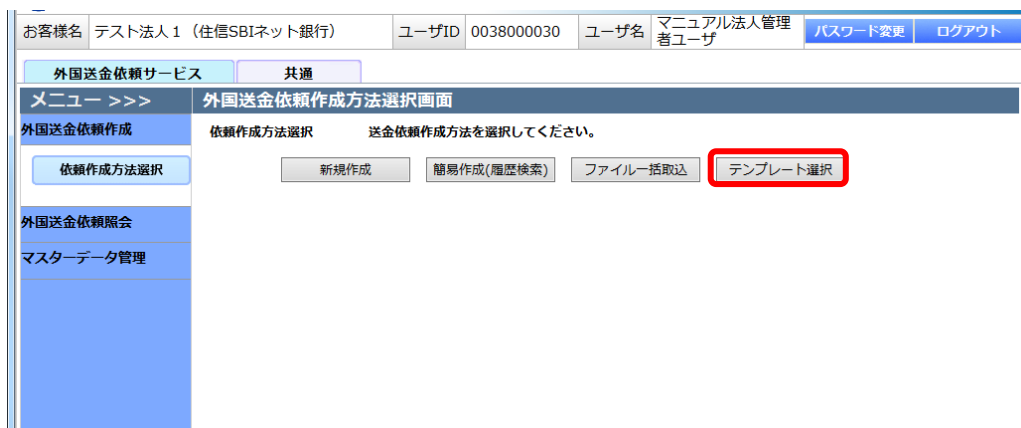 お客様名 テスト法人1（住信SBIネット銀行） ユーザID 0038000030 ユーザ名 マニュアル法人管理者ユーザ パスワード変更 ログアウト
外国送金依頼サービス 共通
メニュー >>> 外国送金依頼作成方法選択画面
外国送金依頼作成 依頼作成方法選択 送金依頼作成方法を選択してください。
依頼作成方法選択 新規作成 簡易作成(履歴検索) ファイル一括取込 テンプレート選択
外国送金依頼照会
マスターデータ管理